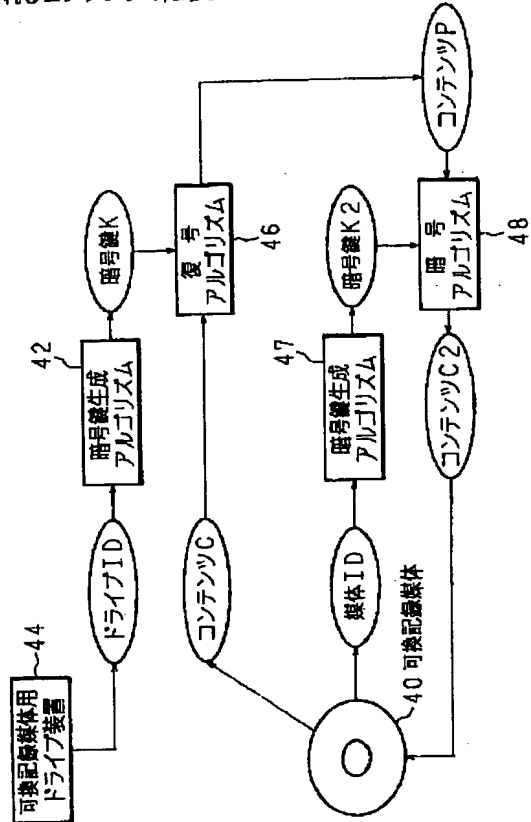 44
可換記録媒体用
ドライブ装置
ドライブID
42
暗号鍵生成
アルゴリズム
暗号鍵K
コンテンツC
復号
アルゴリズム
46
コンテンツP
媒体ID
47
暗号鍵生成
アルゴリズム
暗号鍵K2
暗号
アルゴリズム
48
コンテンツC2
40 可換記録媒体